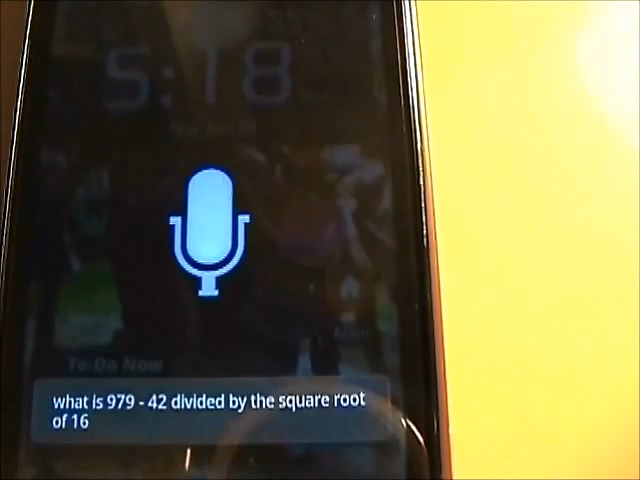 5:18
To-Do Now
what is 979 - 42 divided by the square root
of 16